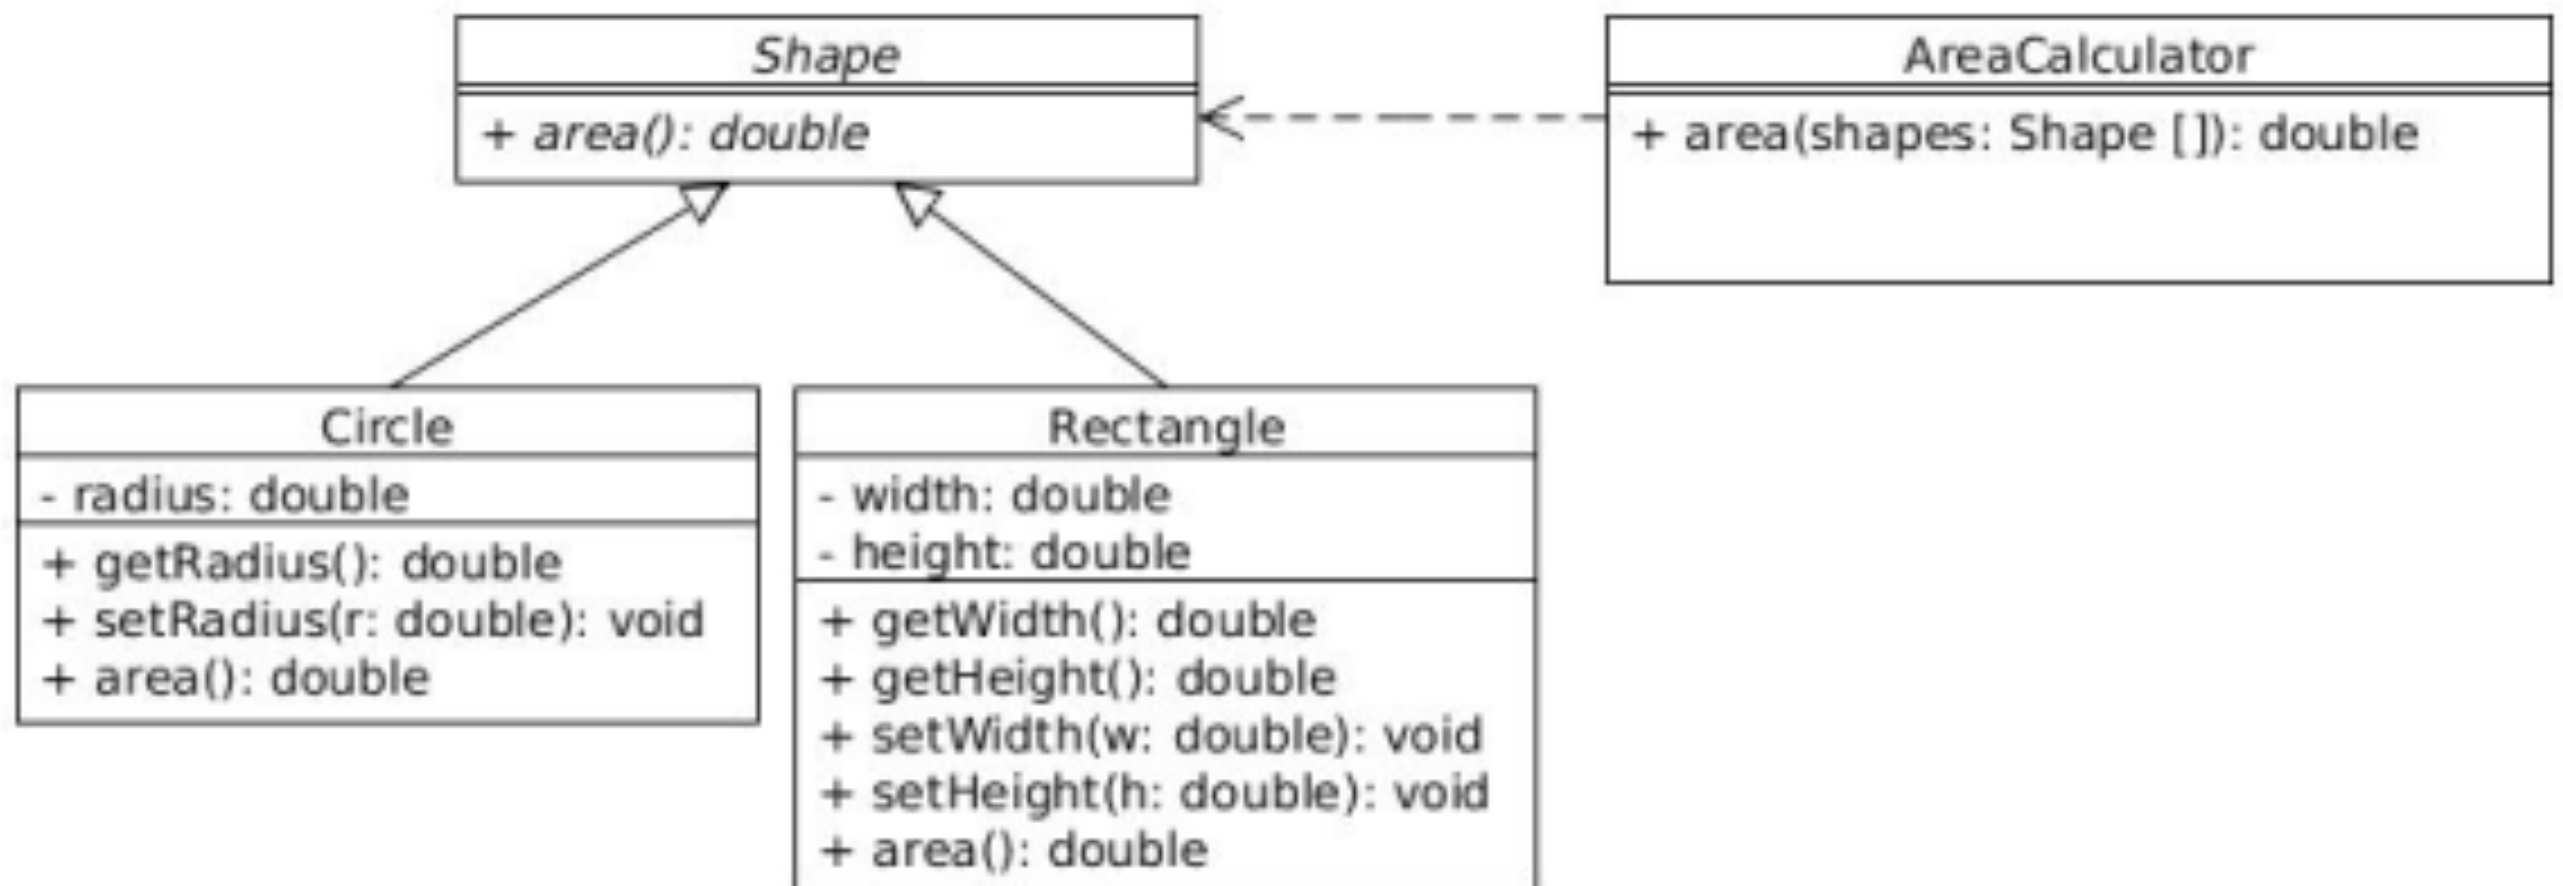 Shape
+ area(): double
AreaCalculator
+ area(shapes: Shape []): double
Circle
- radius: double
+ getRadius(): double
+ setRadius(r: double): void
+ area(): double
Rectangle
- width: double
- height: double
+ getWidth(): double
+ getHeight(): double
+ setWidth(w: double): void
+ setHeight(h: double): void
+ area(): double